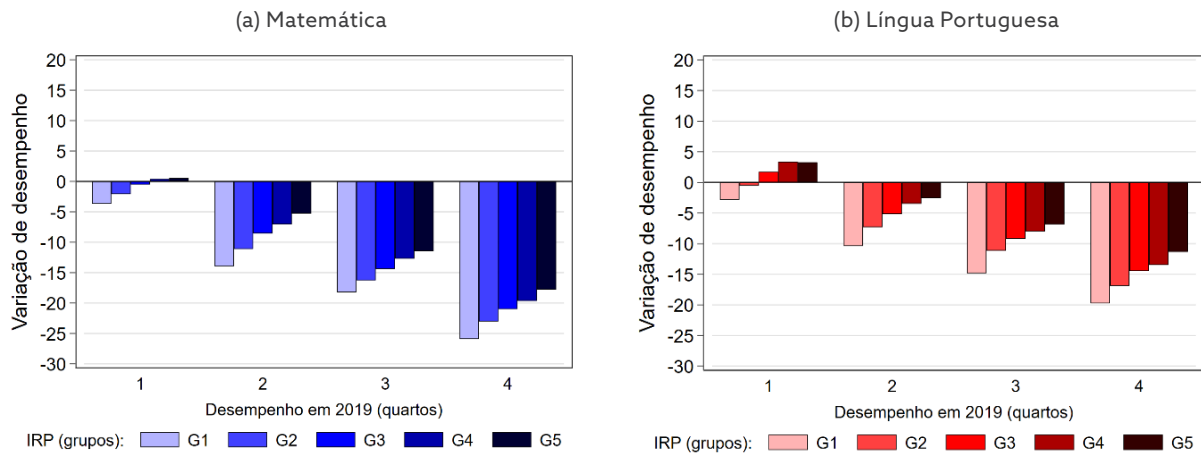 (a) Matemática
20
15
10
5
0
-5
-10
-15
-20
-25
-30
Variação de desempenho
1 2 3 4
Desempenho em 2019 (quartos)
IRP (grupos): G1 G2 G3 G4 G5
(b) Língua Portuguesa
20
15
10
5
0
-5
-10
-15
-20
-25
-30
Variação de desempenho
1 2 3 4
Desempenho em 2019 (quartos)
IRP (grupos): G1 G2 G3 G4 G5